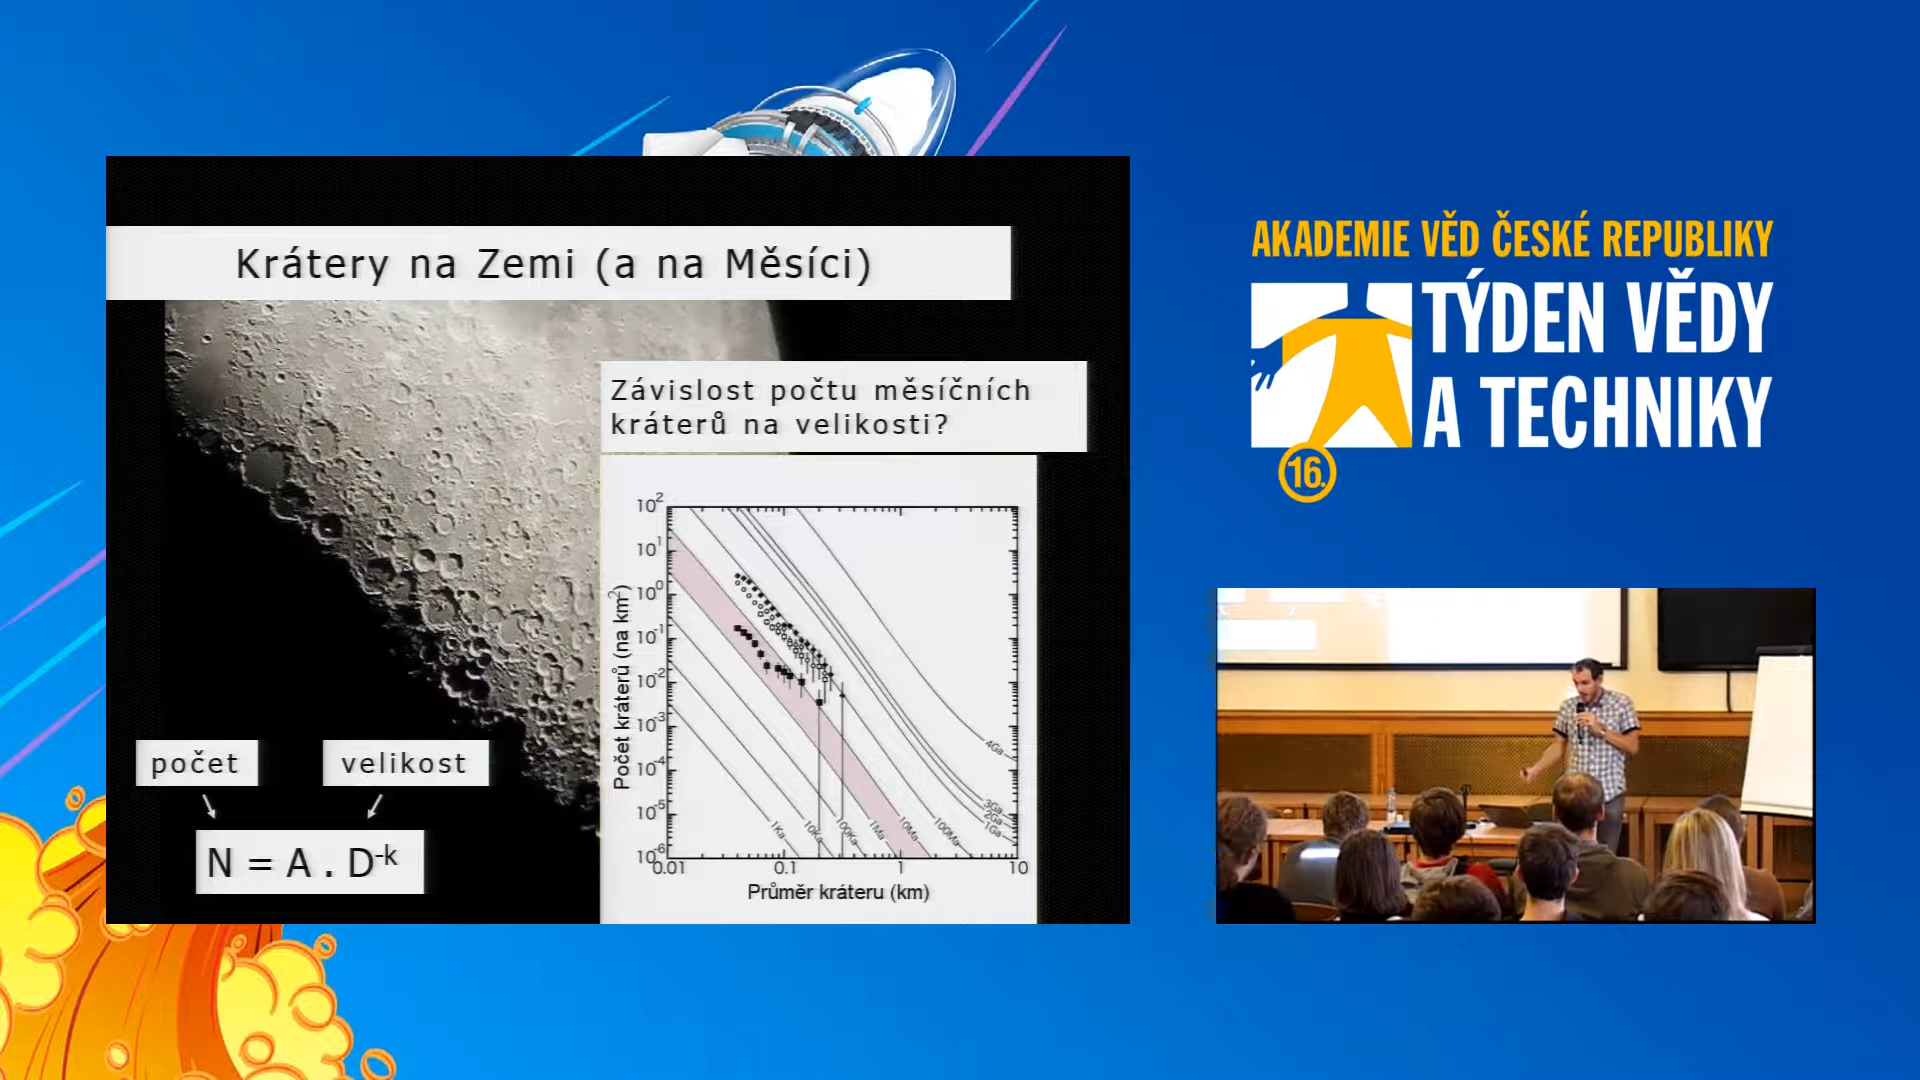 Krátery na Zemi (a na Měsíci)
Závislost počtu měsíčních
kráterů na velikosti?
počet
velikost
N = A . D-k
Počet kráterů (na km2)
102
101
100
10-1
10-2
10-3
10-4
10-5
10-6
0.01
0.1
1
10
Průměr kráteru (km)
1Ka
10Ka
100Ka
1Ma
10Ma
100Ma
1Ga
2Ga
3Ga
4Ga
AKADEMIE VĚD ČESKÉ REPUBLIKY
TÝDEN VĚDY
A TECHNIKY
16.